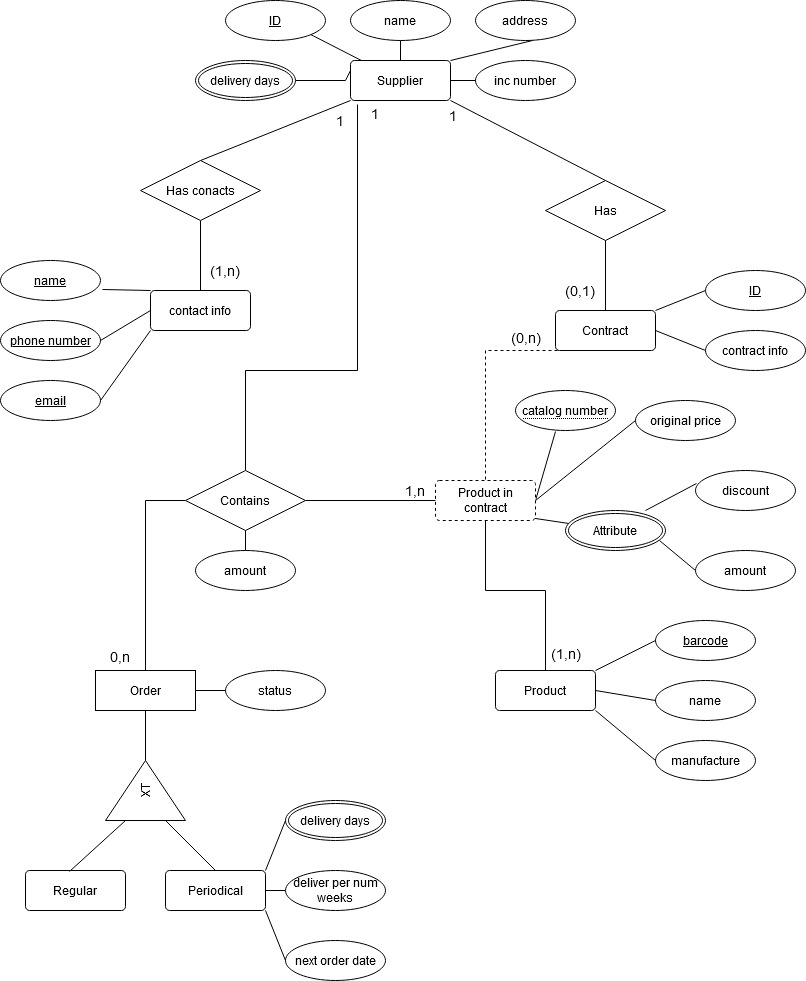 ID
name
address
delivery days
Supplier
inc number
1
1
1
Has conacts
Has
(1,n)
(0,1)
name
contact info
ID
phone number
Contract
(0,n)
contract info
email
catalog number
original price
discount
Contains
1,n
Product in
contract
Attribute
amount
amount
0,n
(1,n)
barcode
Order
status
Product
name
manufacture
XT
delivery days
Regular
Periodical
deliver per num
weeks
next order date